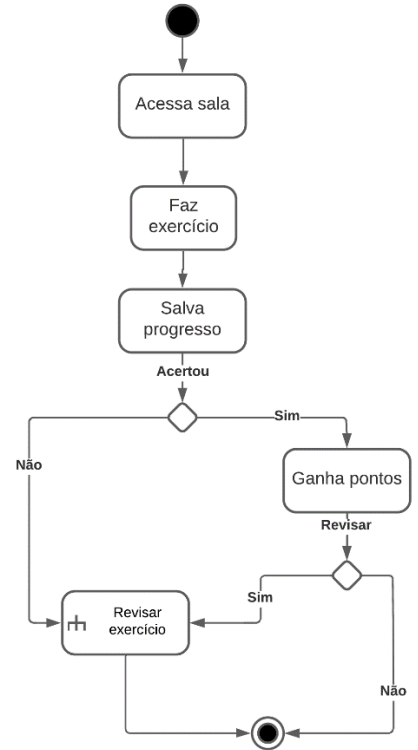 Acessa sala
Faz
exercício
Salva
progresso
Acertou
Sim
Não
Ganha pontos
Revisar
Sim
Revisar
exercício
Não